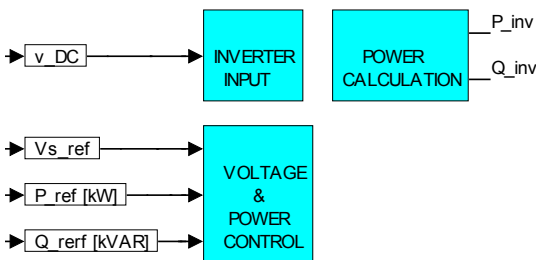 P_inv
v_DC
INVERTER
INPUT
POWER
CALCULATION
Q_inv
Vs_ref
P_ref [kW]
Q_rerf [kVAR]
VOLTAGE
&
POWER
CONTROL